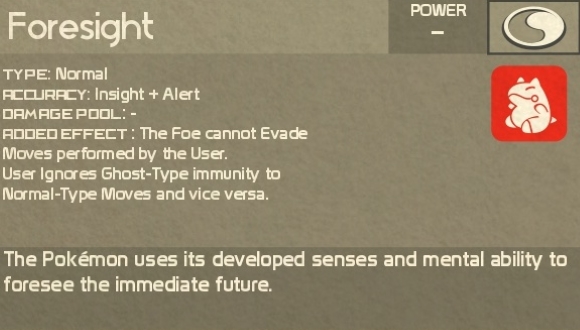 Foresight
POWER
–
TYPE: Normal
ACCURACY: Insight + Alert
DAMAGE POOL: -
ADDED EFFECT : The Foe cannot Evade
Moves performed by the User.
User Ignores Ghost-Type immunity to
Normal-Type Moves and vice versa.
The Pokémon uses its developed senses and mental ability to
foresee the immediate future.